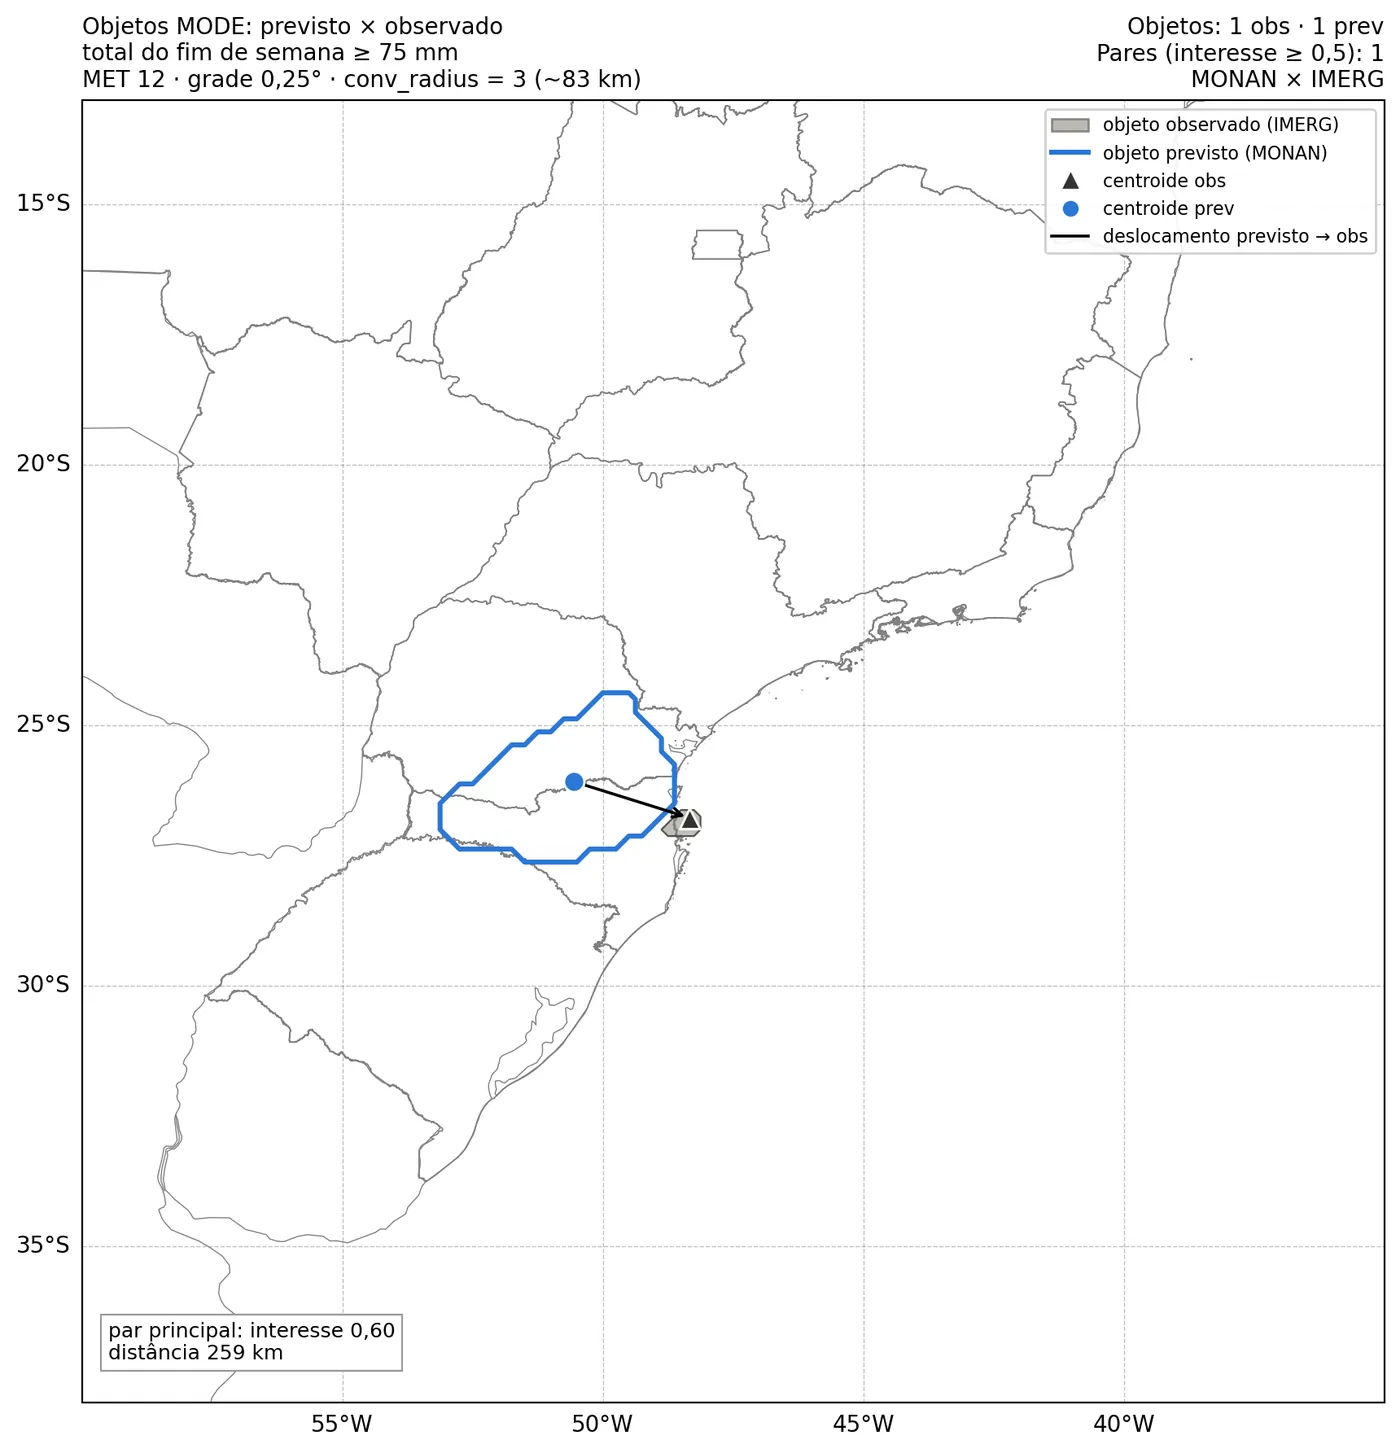 Objetos MODE: previsto × observado
total do fim de semana ≥ 75 mm
MET 12 · grade 0,25° · conv_radius = 3 (~83 km)
Objetos: 1 obs · 1 prev
Pares (interesse ≥ 0,5): 1
MONAN × IMERG
objeto observado (IMERG)
objeto previsto (MONAN)
centroide obs
centroide prev
deslocamento previsto → obs
15°S
20°S
25°S
30°S
35°S
par principal: interesse 0,60
distância 259 km
55°W
50°W
45°W
40°W